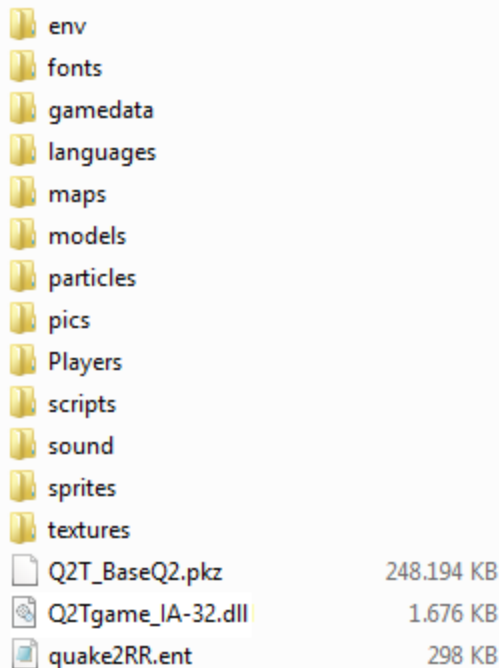 env
fonts
gamedata
languages
maps
models
particles
pics
Players
scripts
sound
sprites
textures
Q2T_BaseQ2.pkz 248.194 KB
Q2Tgame_IA-32.dll 1.676 KB
quake2RR.ent 298 KB